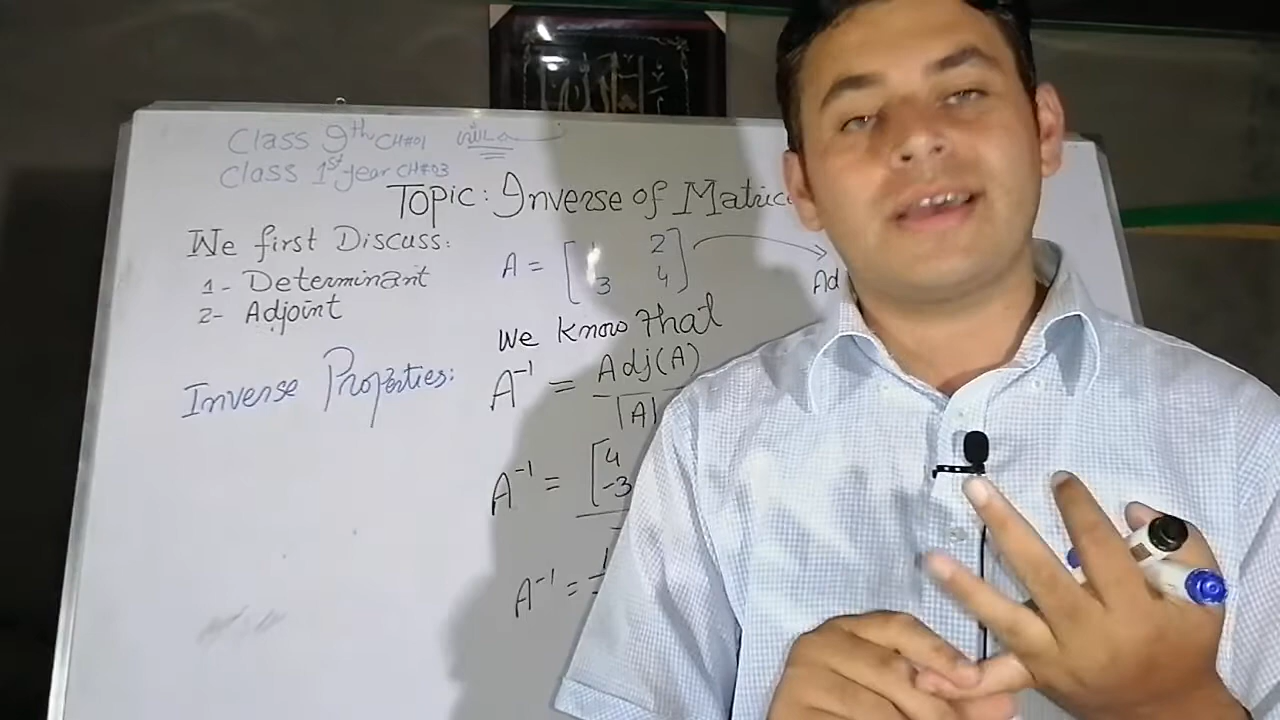 Class 9th CH#01
Class 1st year CH#03
Topic: Inverse of Matric
We first Discuss:
1- Determinant
2- Adjoint
A = [1 2
3 4]
Ad
we know that
Inverse Properties:
A⁻¹ = Adj(A)
|A|
A⁻¹ = [4
-3
A⁻¹ = 1